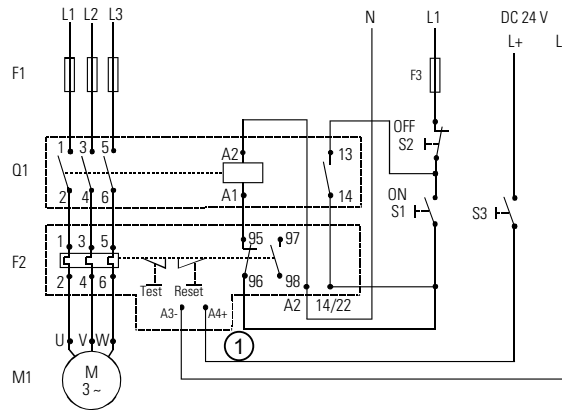 L1 L2 L3 N L1 DC 24 V
L+ L
F1 F3
OFF
S2
1 3 5 A2 13
Q1
A1 14
2 4 6
ON
S1 S3
1 3 5 95 97
F2
2 4 6 Test Reset 96 98
A2 14/22
A3- A4+
1
U V W
M1 M
3 ~